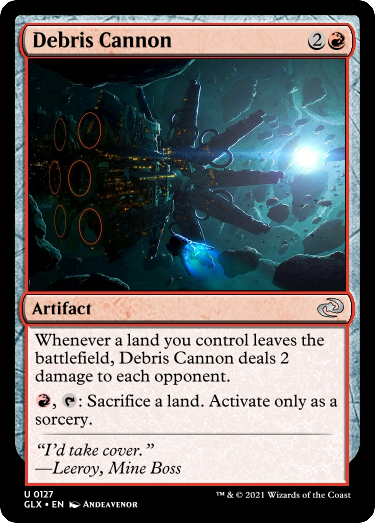 Debris Cannon 2
Artifact
Whenever a land you control leaves the
battlefield, Debris Cannon deals 2
damage to each opponent.
, : Sacrifice a land. Activate only as a
sorcery.
“I’d take cover.”
—Leeroy, Mine Boss
U 0127
GLX • EN ANDEAVENOR
™ & © 2021 Wizards of the Coast